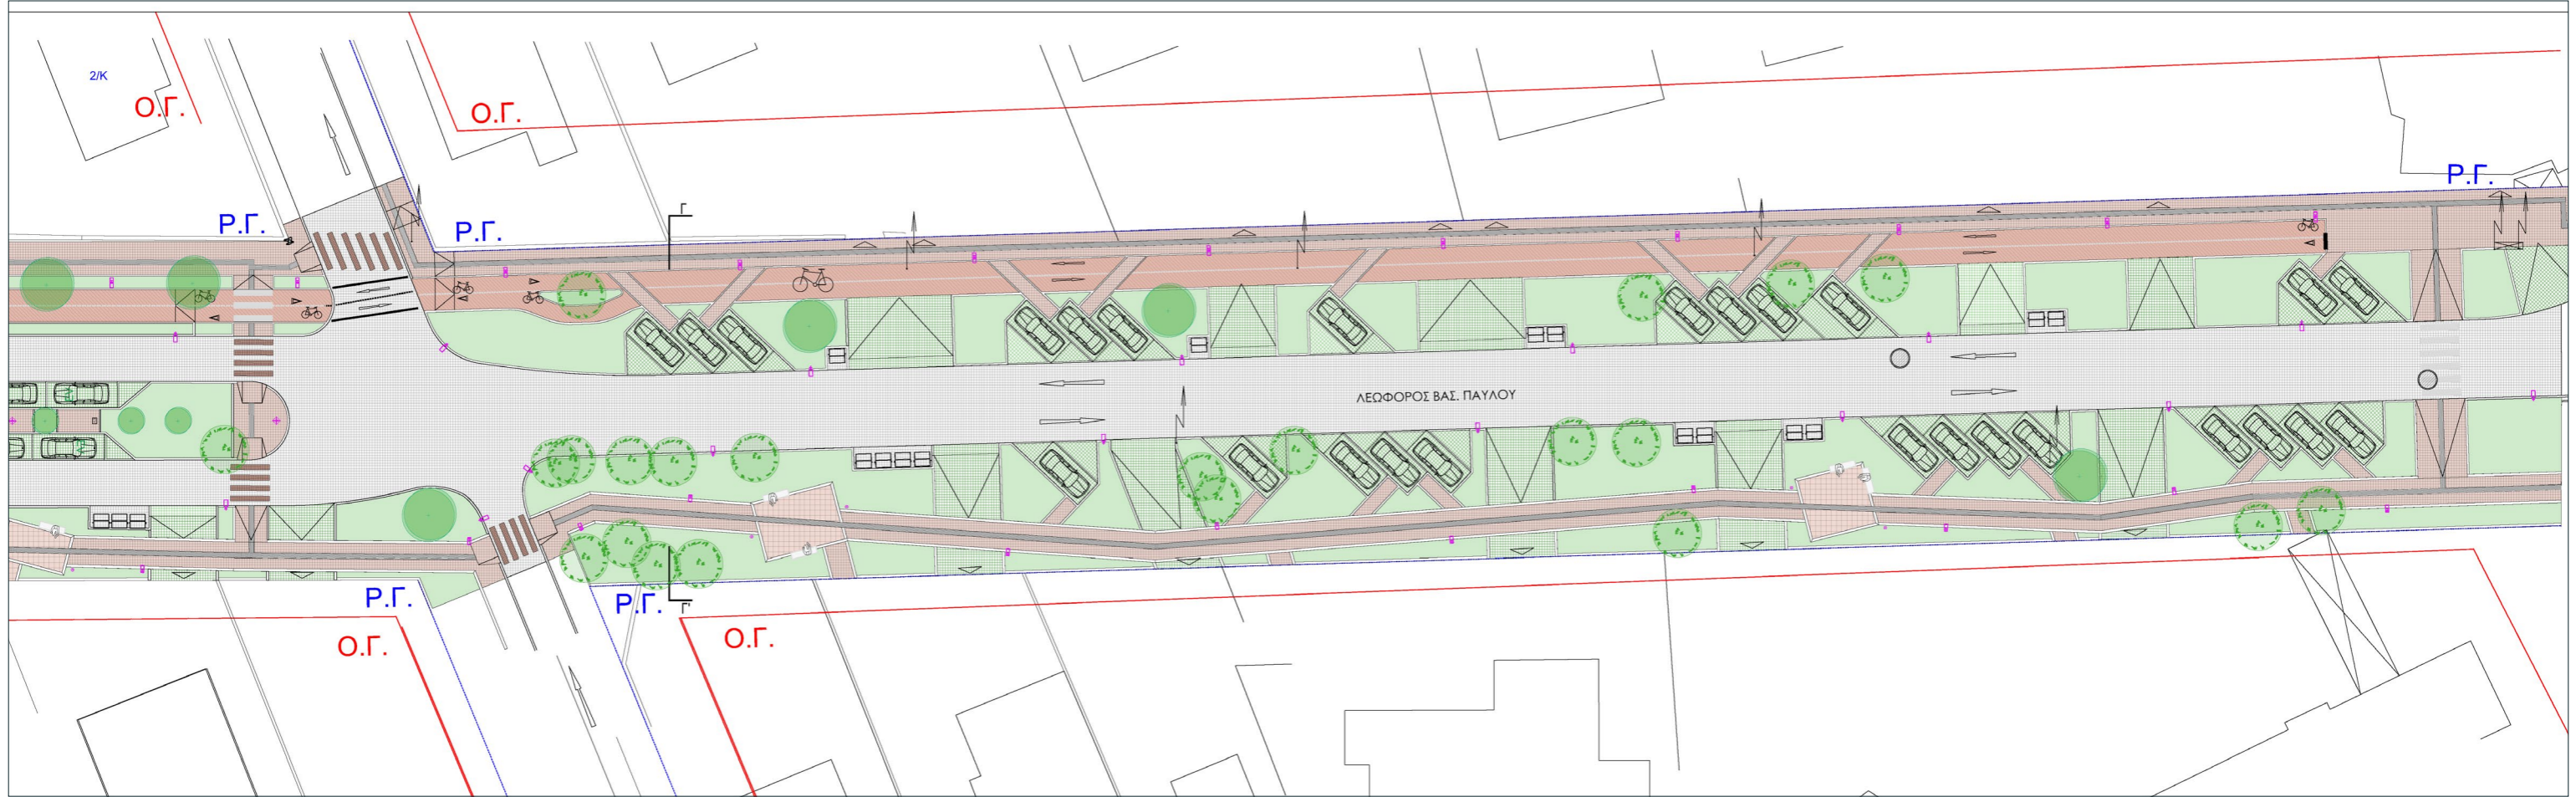 2/Κ
Ο.Γ.
Ο.Γ.
Ρ.Γ.
Ρ.Γ.
Ρ.Γ.
Γ
Ν
Ν
Ν
Ν
Ν
ΛΕΩΦΟΡΟΣ ΒΑΣ. ΠΑΥΛΟΥ
Ν
Ρ.Γ.
Ρ.Γ.
Γ'
Ο.Γ.
Ο.Γ.